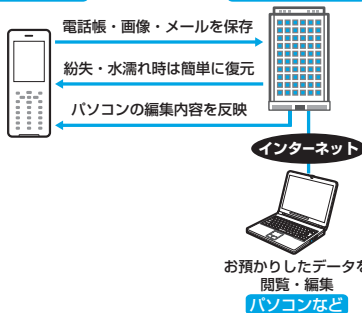 電話帳・画像・メールを保存
紛失・水濡れ時は簡単に復元
パソコンの編集内容を反映
インターネット
お預かりしたデータを
閲覧・編集
パソコンなど